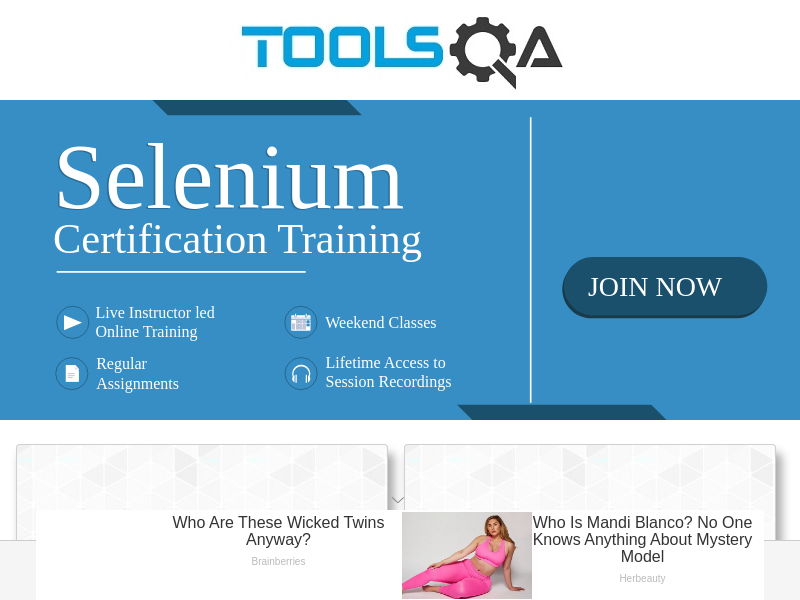 TOOLSQA
Selenium
Certification Training
JOIN NOW
Live Instructor led
Online Training
Weekend Classes
Regular
Assignments
Lifetime Access to
Session Recordings
Who Are These Wicked Twins
Anyway?
Brainberries
Who Is Mandi Blanco? No One
Knows Anything About Mystery
Model
Herbeauty